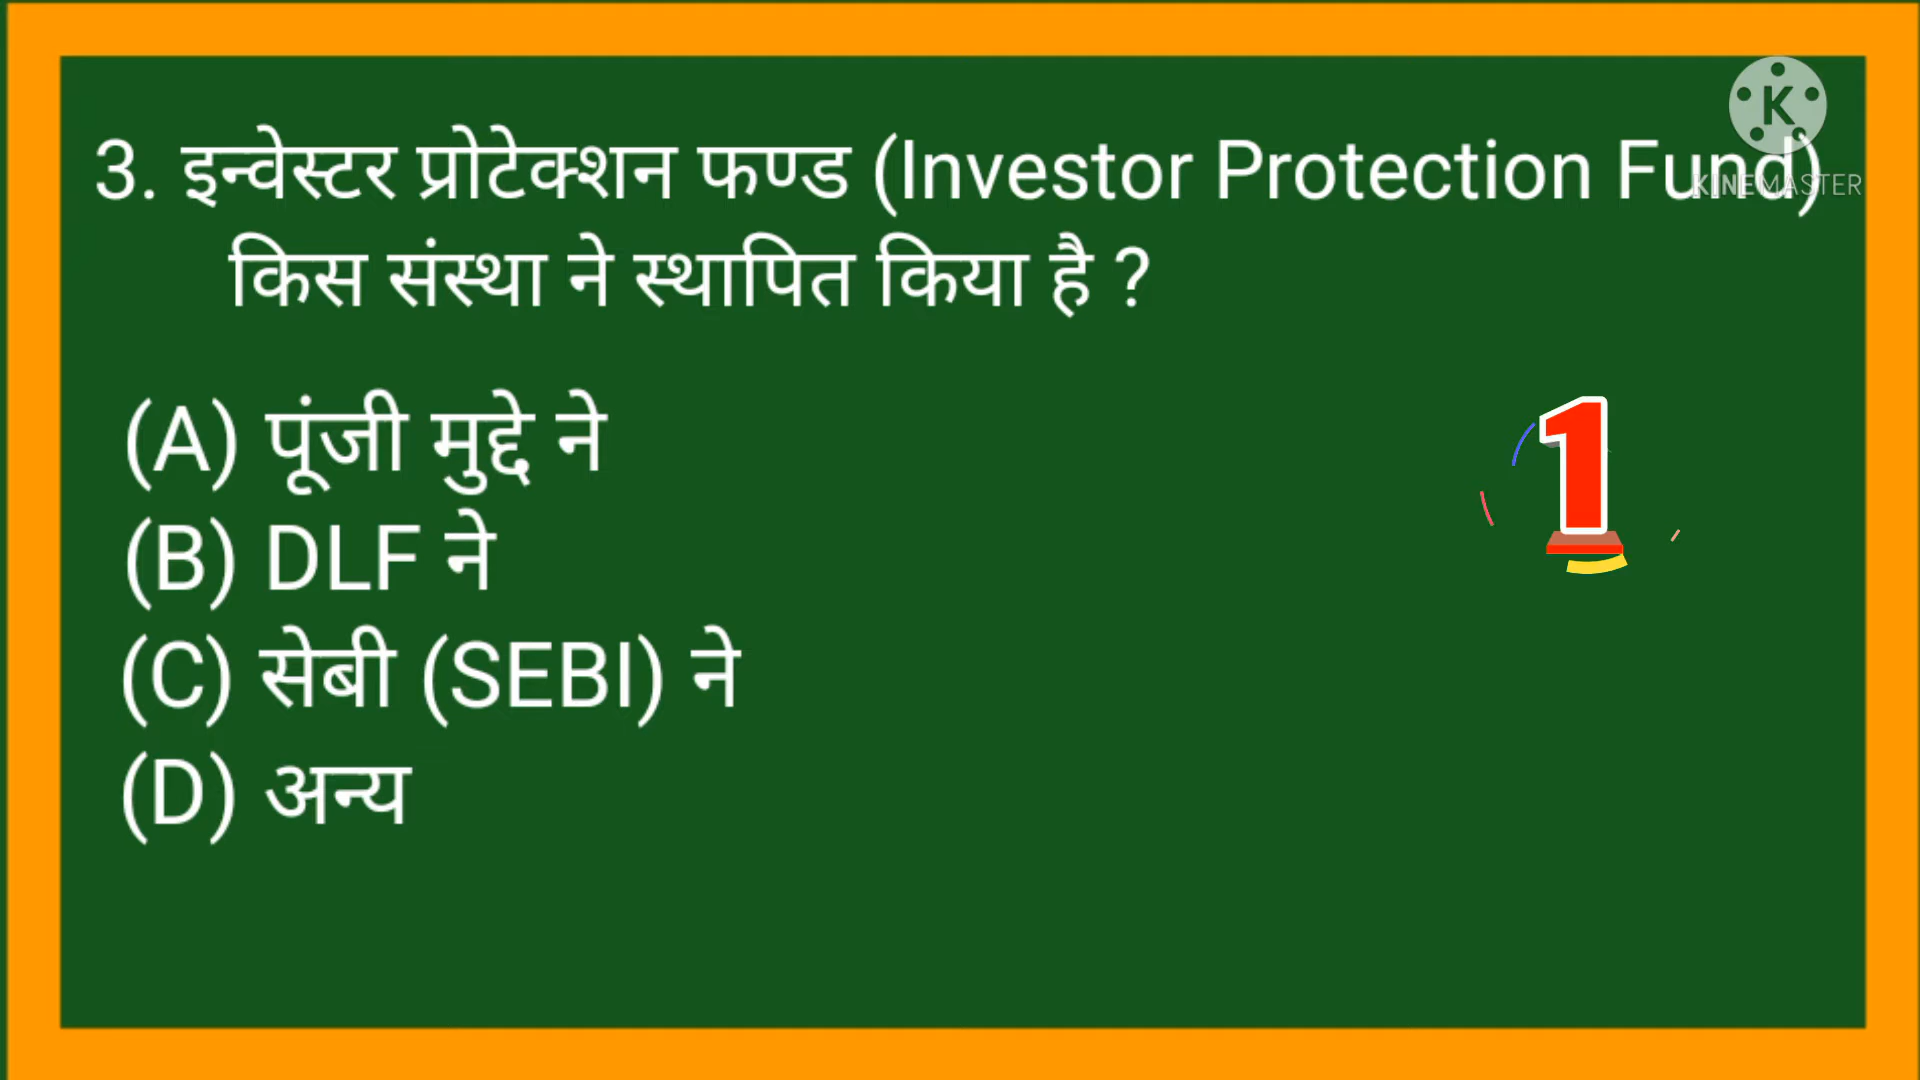 3. इन्वेस्टर प्रोटेक्शन फण्ड (Investor Protection Fund)
किस संस्था ने स्थापित किया है ?
(A) पूंजी मुद्दे ने
(B) DLF ने
(C) सेबी (SEBI) ने
(D) अन्य
1
K
KINEMASTER